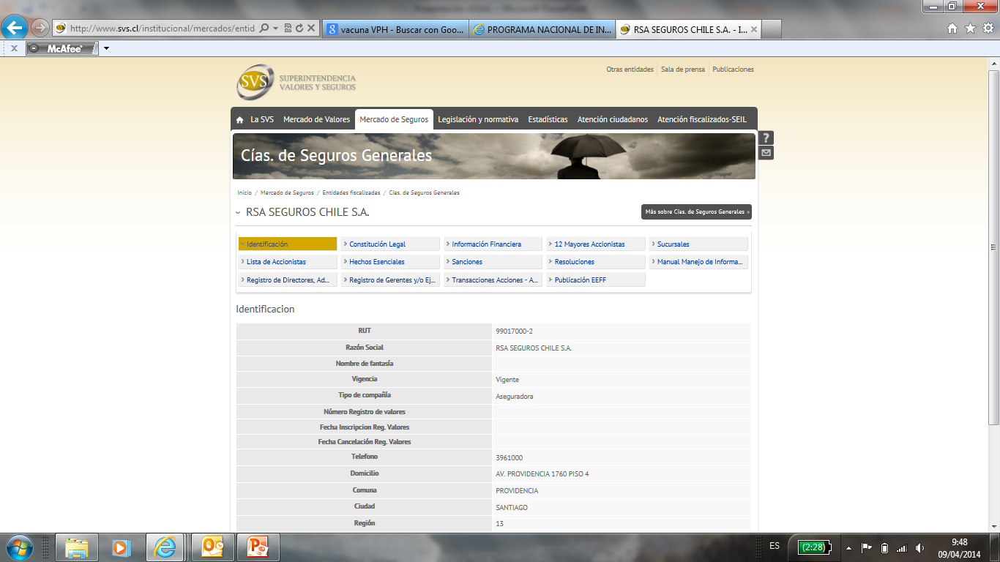 http://www.svs.cl/institucional/mercados/entid
vacuna VPH - Buscar con Goo...
PROGRAMA NACIONAL DE IN...
RSA SEGUROS CHILE S.A. - I...
McAfee
SVS
SUPERINTENDENCIA
VALORES Y SEGUROS
Otras entidades
Sala de prensa
Publicaciones
La SVS
Mercado de Valores
Mercado de Seguros
Legislación y normativa
Estadísticas
Atención ciudadanos
Atención fiscalizados-SEIL
?
Cías. de Seguros Generales
Inicio / Mercado de Seguros / Entidades fiscalizadas / Cías. de Seguros Generales
RSA SEGUROS CHILE S.A.
Más sobre Cías. de Seguros Generales
Identificación
Constitución Legal
Información Financiera
12 Mayores Accionistas
Sucursales
Lista de Accionistas
Hechos Esenciales
Sanciones
Resoluciones
Manual Manejo de Informa...
Registro de Directores, Ad...
Registro de Gerentes y/o Ej...
Transacciones Acciones - A...
Publicación EEFF
Identificacion
RUT 99017000-2
Razón Social RSA SEGUROS CHILE S.A.
Nombre de fantasía
Vigencia Vigente
Tipo de compañía Aseguradora
Número Registro de valores
Fecha Inscripcion Reg. Valores
Fecha Cancelación Reg. Valores
Telefono 3961000
Domicilio AV. PROVIDENCIA 1760 PISO 4
Comuna PROVIDENCIA
Ciudad SANTIAGO
Región 13
ES
(2:28)
9:48
09/04/2014